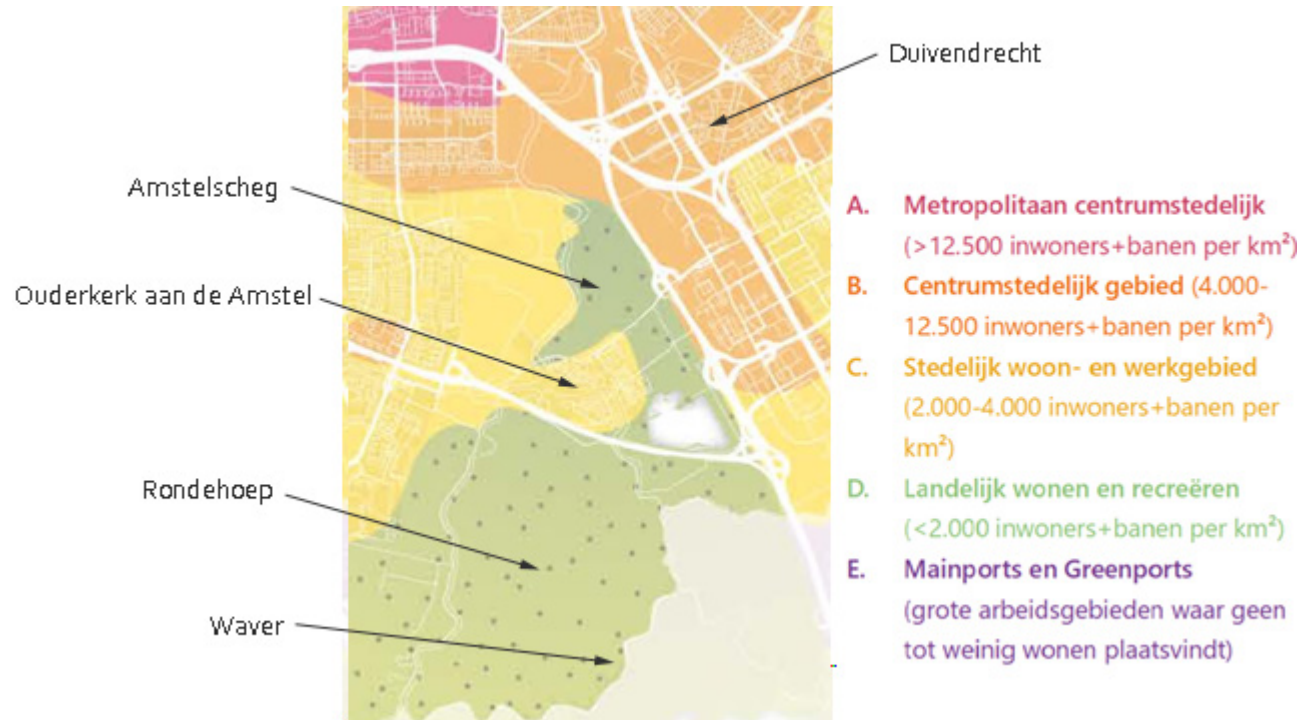 Duivendrecht
Amstelscheg
Ouderkerk aan de Amstel
Rondehoep
Waver
A. Metropolitaan centrumstedelijk
(>12.500 inwoners+banen per km²)
B. Centrumstedelijk gebied (4.000-
12.500 inwoners+banen per km²)
C. Stedelijk woon- en werkgebied
(2.000-4.000 inwoners+banen per
km²)
D. Landelijk wonen en recreëren
(<2.000 inwoners+banen per km²)
E. Mainports en Greenports
(grote arbeidsgebieden waar geen
tot weinig wonen plaatsvindt)